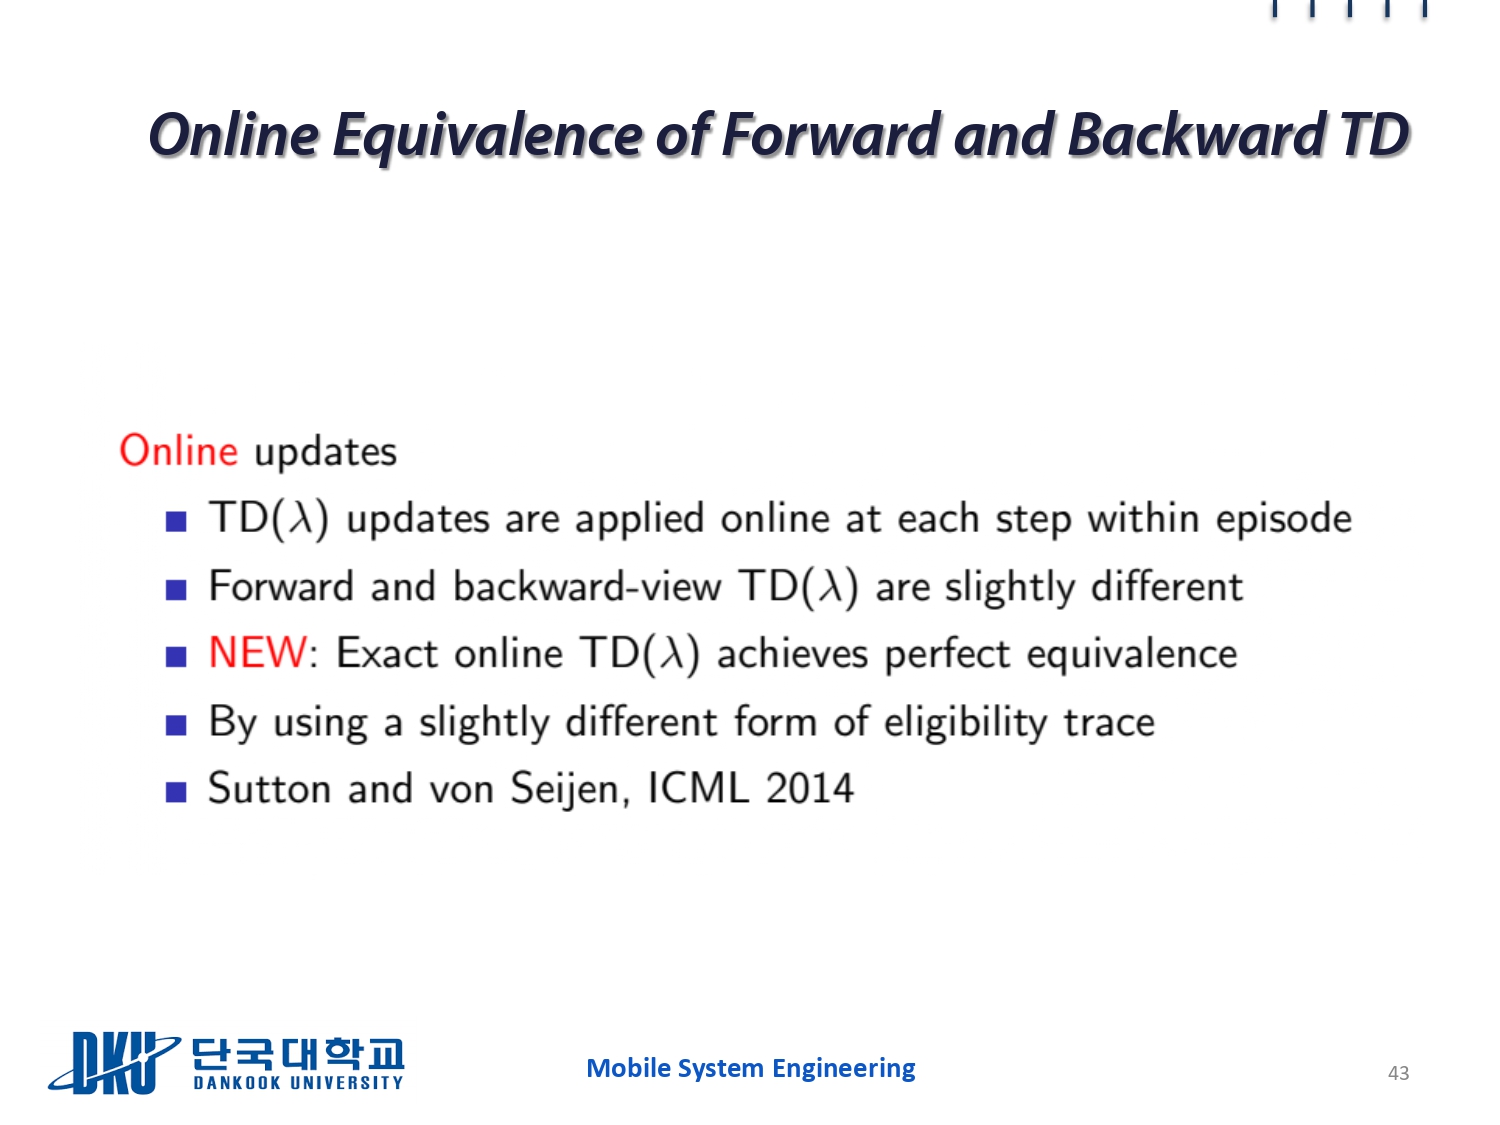 Online Equivalence of Forward and Backward TD
Online updates
TD(λ) updates are applied online at each step within episode
Forward and backward-view TD(λ) are slightly different
NEW: Exact online TD(λ) achieves perfect equivalence
By using a slightly different form of eligibility trace
Sutton and von Seijen, ICML 2014
DKU 단국대학교
DANKOOK UNIVERSITY
Mobile System Engineering
43